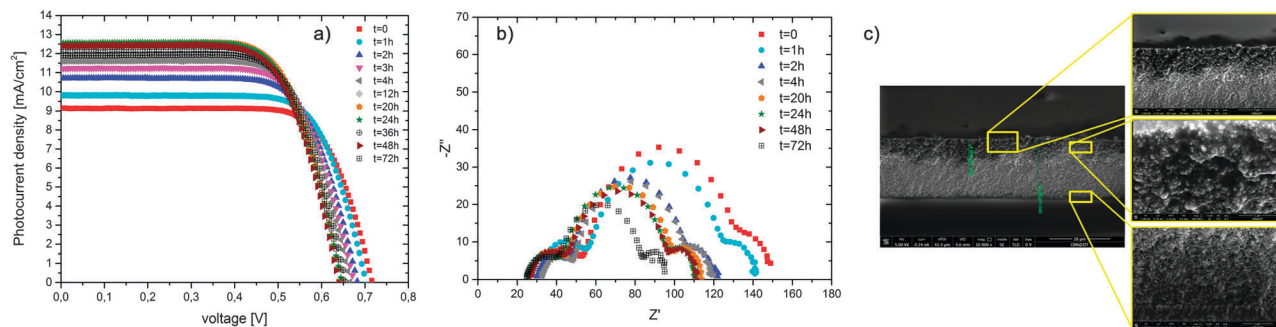 a)
Photocurrent density [mA/cm²]
14
13
12
11
10
9
8
7
6
5
4
3
2
1
0
0,0
0,1
0,2
0,3
0,4
0,5
0,6
0,7
0,8
voltage [V]
t=0
t=1h
t=2h
t=3h
t=4h
t=12h
t=20h
t=24h
t=36h
t=48h
t=72h
b)
-Z''
70
60
50
40
30
20
10
0
0
20
40
60
80
100
120
140
160
180
Z'
t=0
t=1h
t=2h
t=4h
t=20h
t=24h
t=48h
t=72h
c)